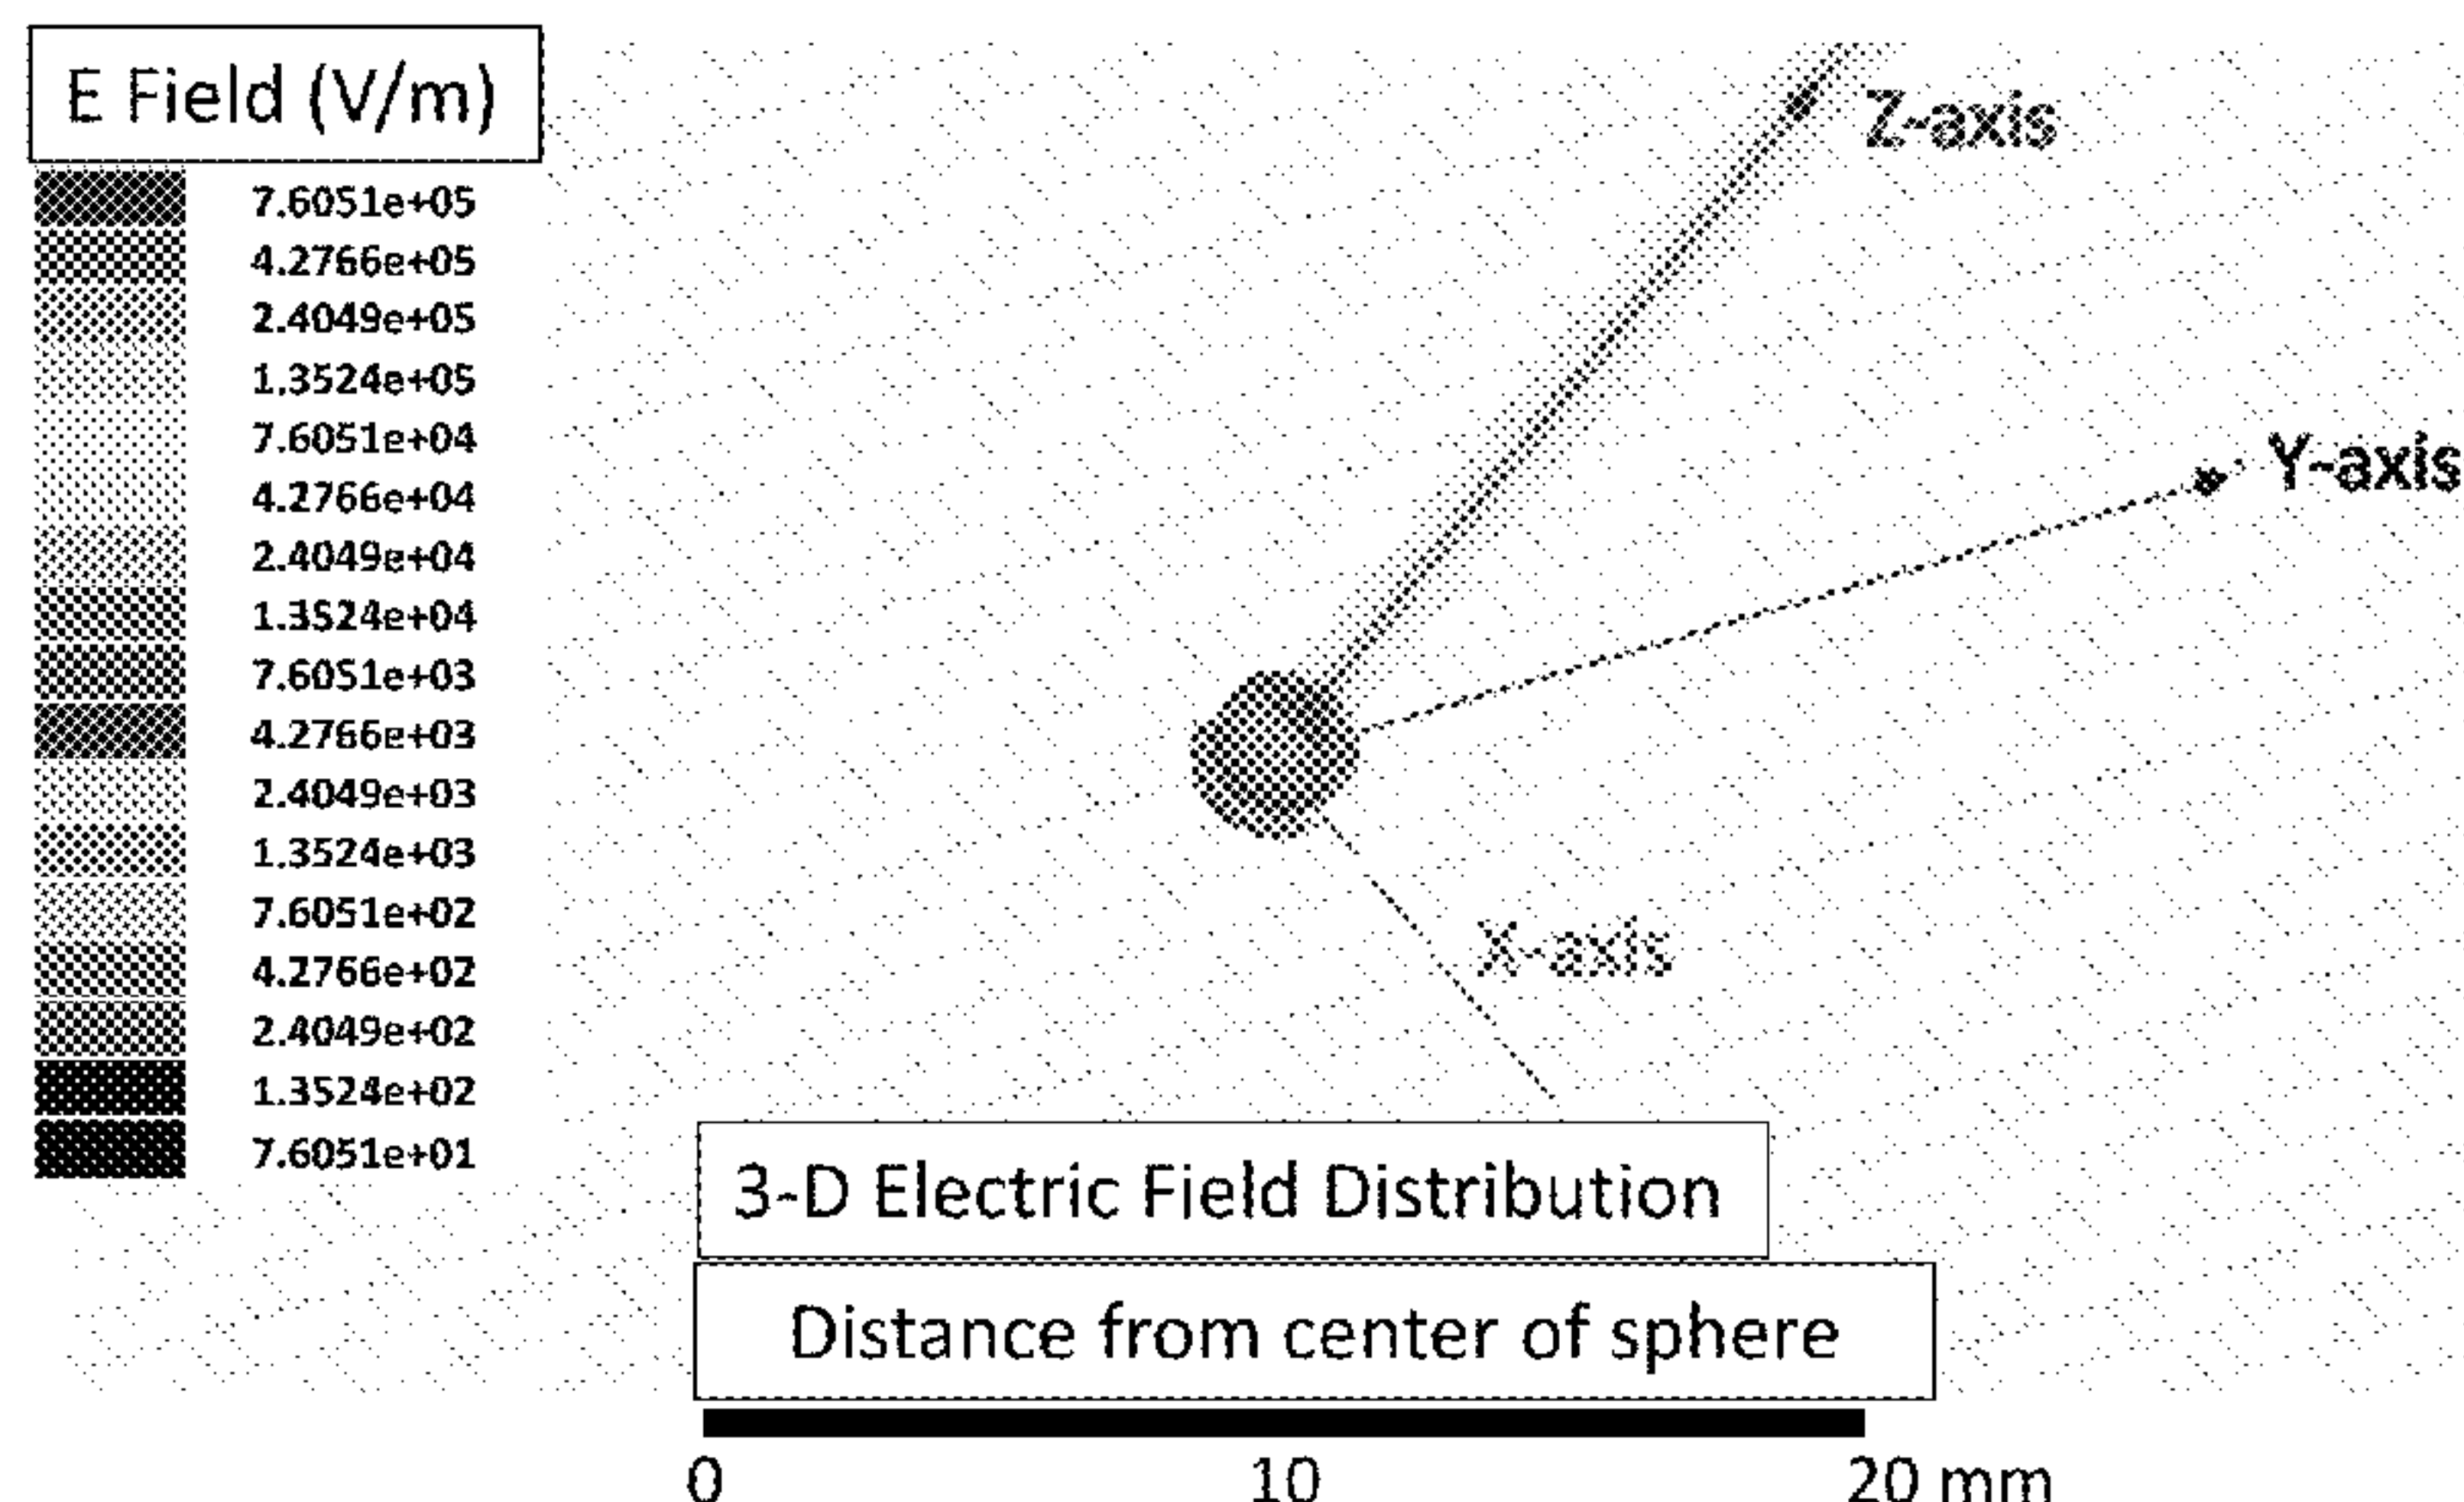 E Field (V/m)
7.6051e+05
4.2766e+05
2.4049e+05
1.3524e+05
7.6051e+04
4.2766e+04
2.4049e+04
1.3524e+04
7.6051e+03
4.2766e+03
2.4049e+03
1.3524e+03
7.6051e+02
4.2766e+02
2.4049e+02
1.3524e+02
7.6051e+01
Z-axis
Y-axis
X-axis
3-D Electric Field Distribution
Distance from center of sphere
0 10 20 mm